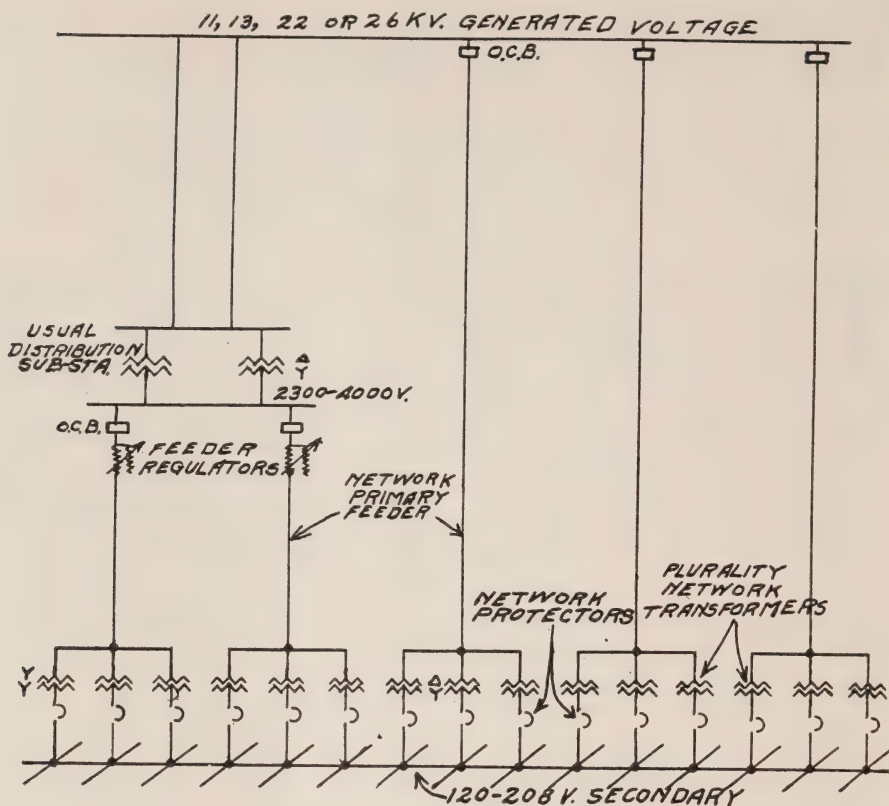 11, 13, 22 OR 26 KV. GENERATED VOLTAGE
O.C.B.
USUAL
DISTRIBUTION
SUB-STA.
Δ
Y
2300-4000V.
O.C.B.
FEEDER
REGULATORS
NETWORK
PRIMARY
FEEDER
NETWORK
PROTECTORS
PLURALITY
NETWORK
TRANSFORMERS
Y
Y
Δ
Y
120-208 V. SECONDARY